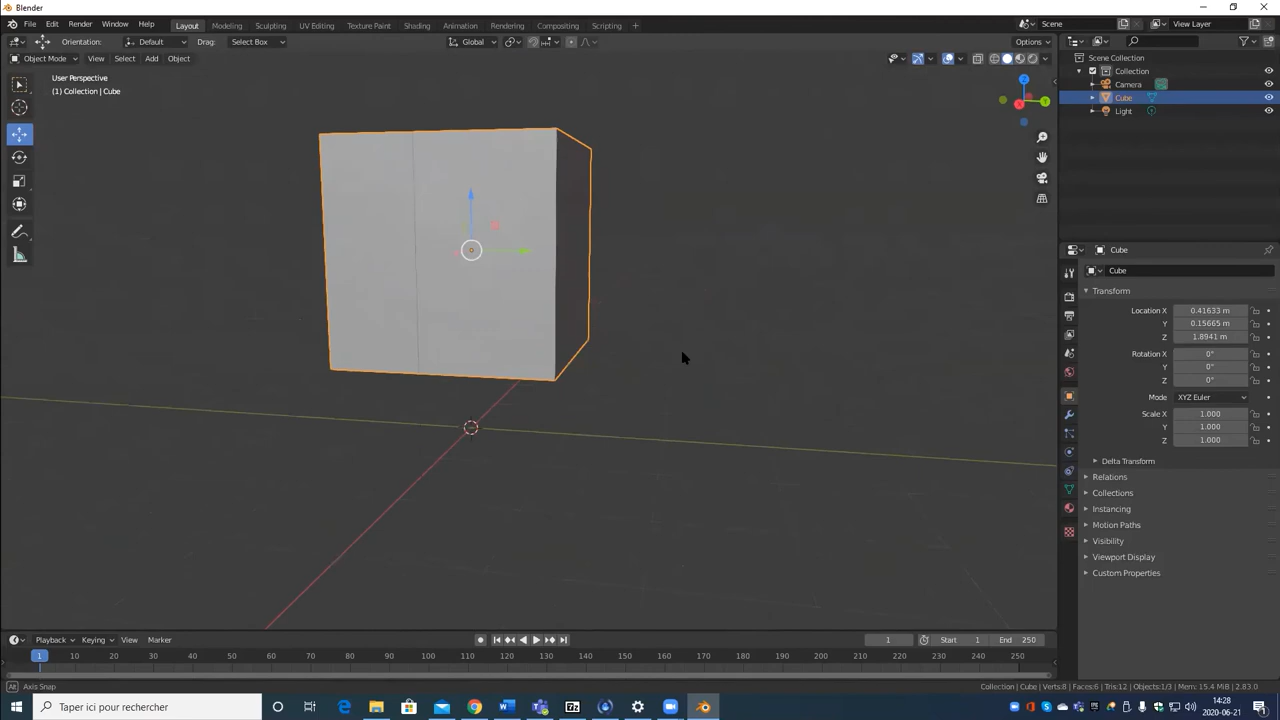 Blender
File Edit Render Window Help Layout Modeling Sculpting UV Editing Texture Paint Shading Animation Rendering Compositing Scripting + Scene View Layer
Orientation: Default Drag: Select Box Global Options
Object Mode View Select Add Object
User Perspective
(1) Collection | Cube
Z
Y
X
Scene Collection
Collection
Camera
Cube
Light
Cube
Cube
Transform
Location X 0.41633 m
Y 0.15665 m
Z 1.8941 m
Rotation X 0°
Y 0°
Z 0°
Mode XYZ Euler
Scale X 1.000
Y 1.000
Z 1.000
Delta Transform
Relations
Collections
Instancing
Motion Paths
Visibility
Viewport Display
Custom Properties
Playback Keying View Marker 1 Start 1 End 250
1 10 20 30 40 50 60 70 80 90 100 110 120 130 140 150 160 170 180 190 200 210 220 230 240 250
Alt Axis Snap Collection | Cube | Verts:8 | Faces:6 | Tris:12 | Objects:1/3 | Mem: 15.4 MiB | 2.83.0
Taper ici pour rechercher
14:28
2020-06-21